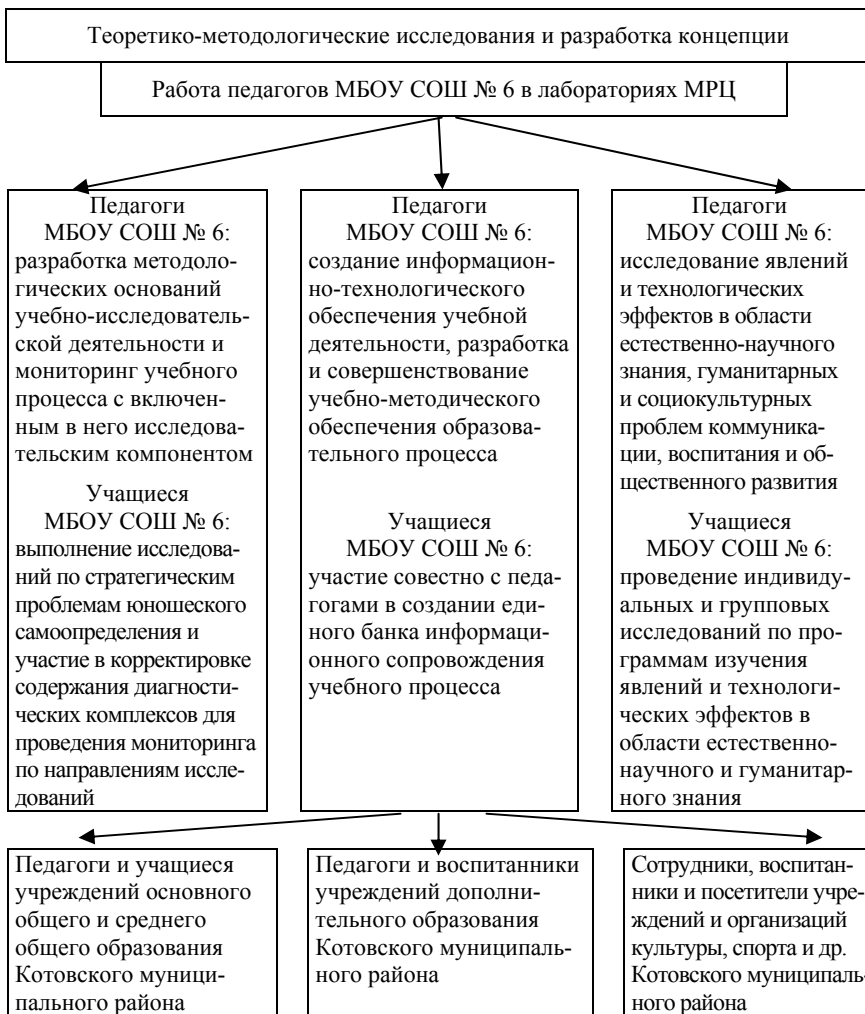 Теоретико-методологические исследования и разработка концепции
Работа педагогов МБОУ СОШ № 6 в лабораториях МРЦ
Педагоги
МБОУ СОШ № 6:
разработка методоло-
гических оснований
учебно-исследователь-
ской деятельности и
мониторинг учебного
процесса с включен-
ным в него исследова-
тельским компонентом
Учащиеся
МБОУ СОШ № 6:
выполнение исследова-
ний по стратегическим
проблемам юношеского
самоопределения и
участие в корректировке
содержания диагности-
ческих комплексов для
проведения мониторинга
по направлениям иссле-
дований
Педагоги
МБОУ СОШ № 6:
создание информацион-
но-технологического
обеспечения учебной
деятельности, разработка
и совершенствование
учебно-методического
обеспечения образова-
тельного процесса
Учащиеся
МБОУ СОШ № 6:
участие совестно с педа-
гогами в создании еди-
ного банка информаци-
онного сопровождения
учебного процесса
Педагоги
МБОУ СОШ № 6:
исследование явлений
и технологических
эффектов в области
естественно-научного
знания, гуманитарных
и социокультурных
проблем коммуника-
ции, воспитания и об-
щественного развития
Учащиеся
МБОУ СОШ № 6:
проведение индивиду-
альных и групповых
исследований по про-
граммам изучения
явлений и технологи-
ческих эффектов в
области естественно-
научного и гуманитар-
ного знания
Педагоги и учащиеся
учреждений основного
общего и среднего
общего образования
Котовского муници-
пального района
Педагоги и воспитанники
учреждений дополни-
тельного образования
Котовского муниципаль-
ного района
Сотрудники, воспитан-
ники и посетители учре-
ждений и организаций
культуры, спорта и др.
Котовского муниципаль-
ного района